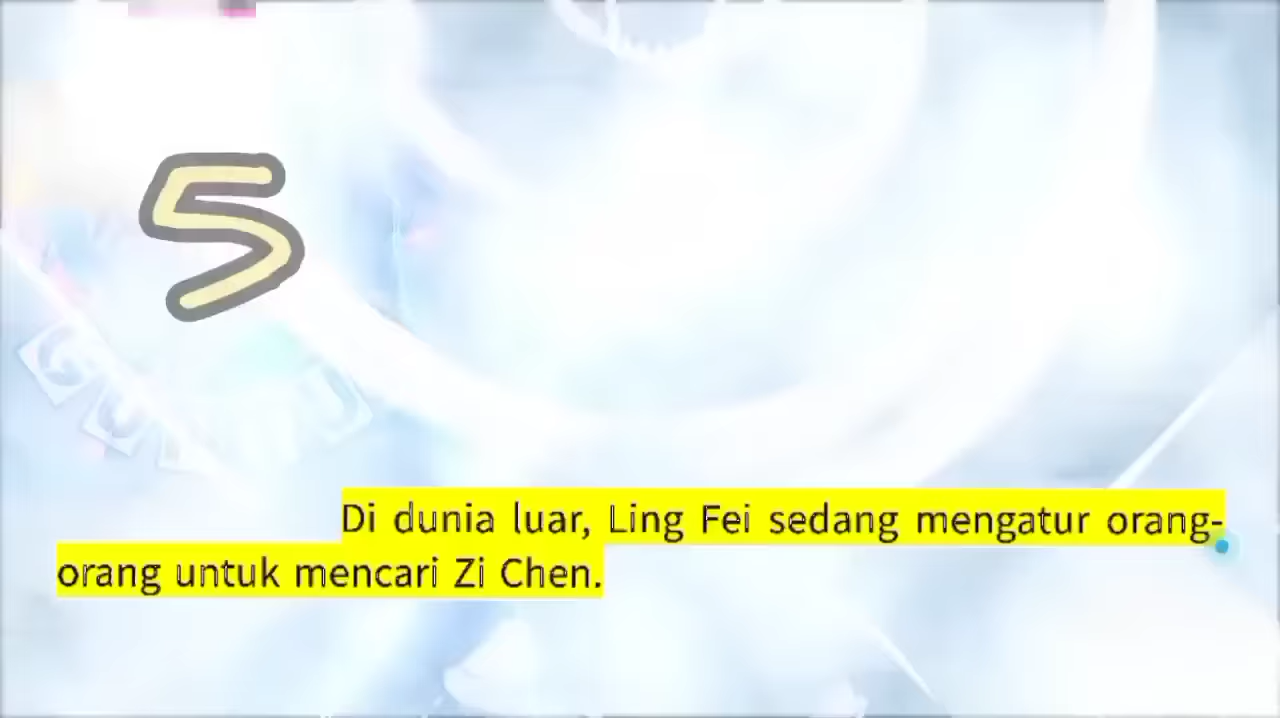 5
Di dunia luar, Ling Fei sedang mengatur orang-
orang untuk mencari Zi Chen.